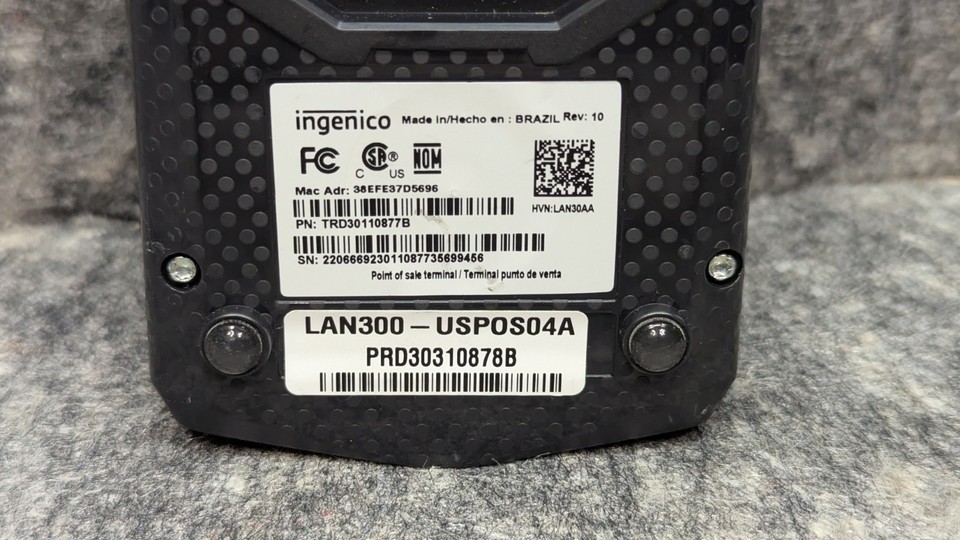 ingenico Made in/Hecho en : BRAZIL Rev: 10
FC SA® NOM
C US
Mac Adr: 38EFE37D5696
HVN:LAN30AA
PN: TRD30110877B
SN: 220666923011087735699456
Point of sale terminal / Terminal punto de venta
LAN300 – USPOS04A
PRD30310878B